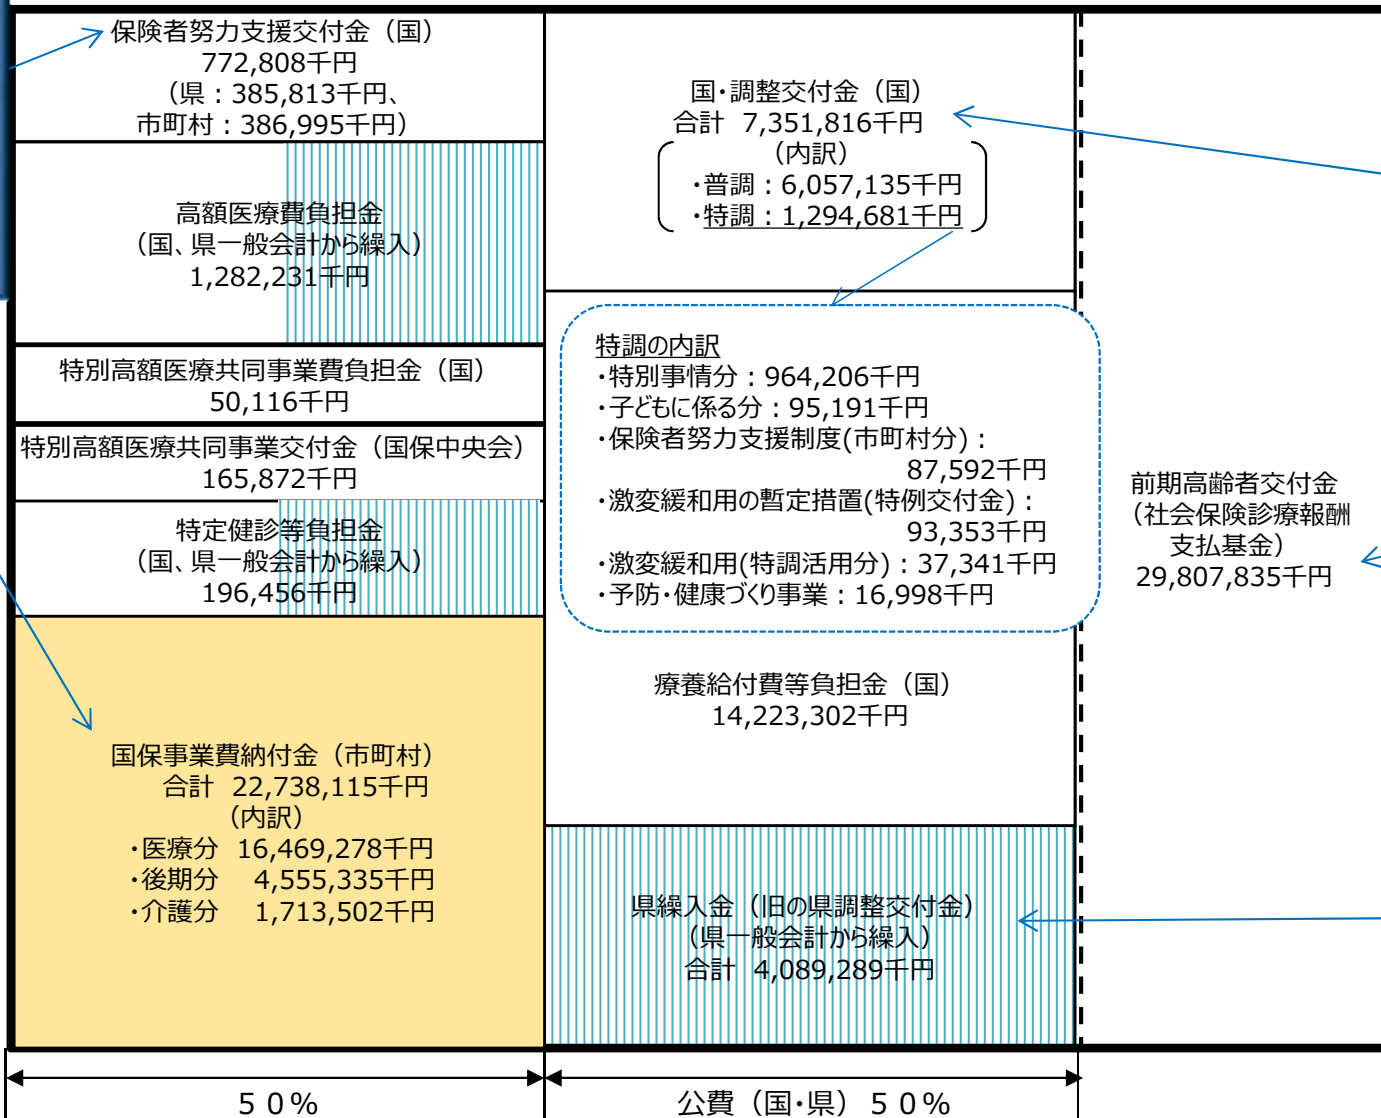 保険者努力支援交付金（国）
772,808千円
（県：385,813千円、
市町村：386,995千円）
高額医療費負担金
（国、県一般会計から繰入）
1,282,231千円
特別高額医療共同事業費負担金（国）
50,116千円
特別高額医療共同事業交付金（国保中央会）
165,872千円
特定健診等負担金
（国、県一般会計から繰入）
196,456千円
国保事業費納付金（市町村）
合計 22,738,115千円
（内訳）
・医療分 16,469,278千円
・後期分 4,555,335千円
・介護分 1,713,502千円
国・調整交付金（国）
合計 7,351,816千円
（内訳）
・普調：6,057,135千円
・特調：1,294,681千円
特調の内訳
・特別事情分：964,206千円
・子どもに係る分：95,191千円
・保険者努力支援制度(市町村分)：
87,592千円
・激変緩和用の暫定措置(特例交付金)：
93,353千円
・激変緩和用(特調活用分)：37,341千円
・予防・健康づくり事業：16,998千円
療養給付費等負担金（国）
14,223,302千円
県繰入金（旧の県調整交付金）
（県一般会計から繰入）
合計 4,089,289千円
前期高齢者交付金
（社会保険診療報酬
支払基金）
29,807,835千円
５０％
公費（国・県）５０％